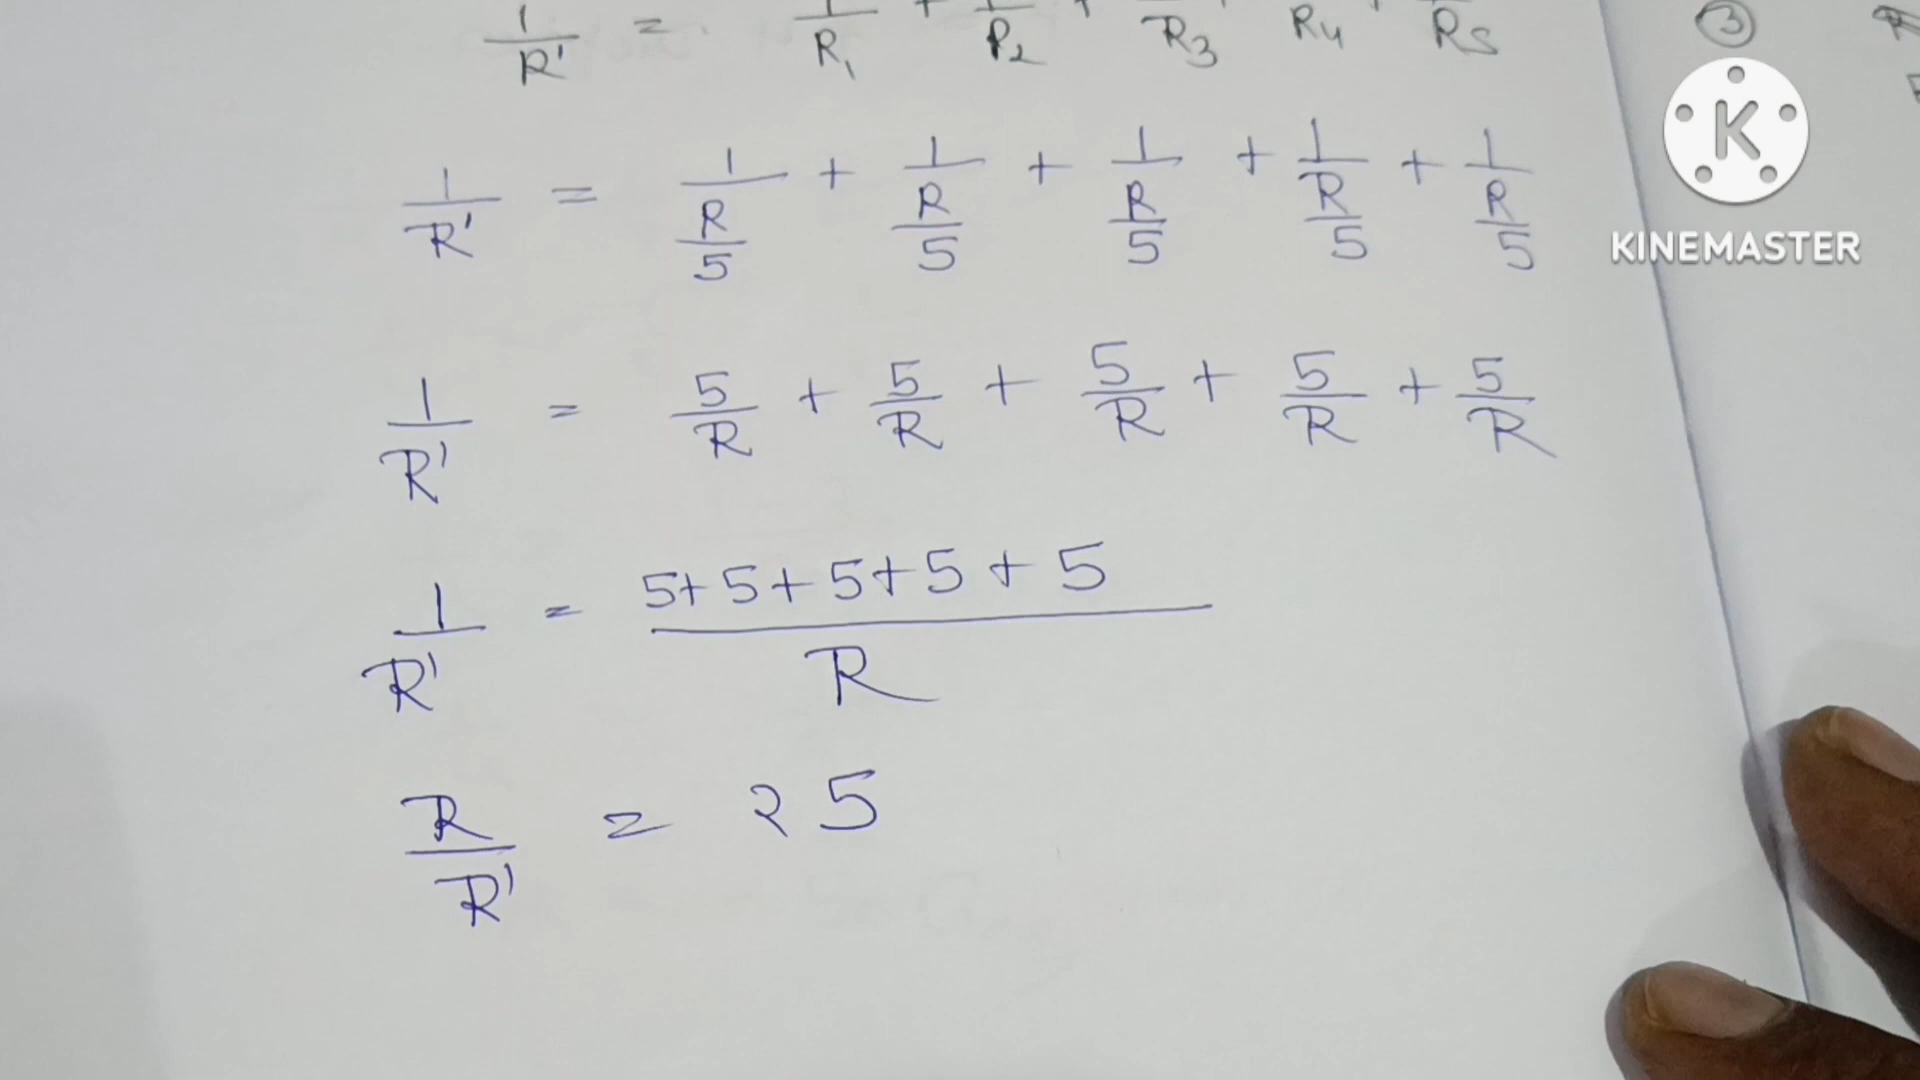 1/R' = 1/R1 + 1/R2 + 1/R3 + 1/R4 + 1/R5
3
1/R' = 1/(R/5) + 1/(R/5) + 1/(R/5) + 1/(R/5) + 1/(R/5)
KINEMASTER
1/R' = 5/R + 5/R + 5/R + 5/R + 5/R
1/R' = (5+5+5+5+5)/R
R/R' = 25